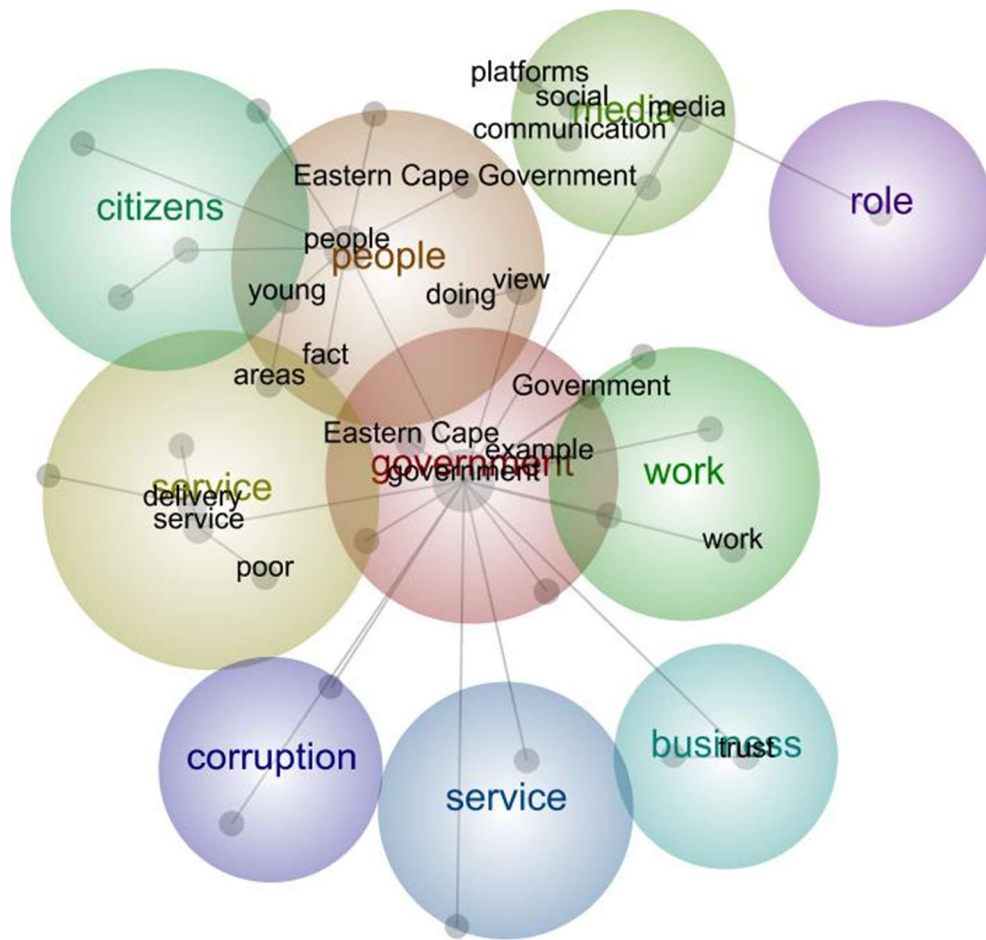 platforms
social
media
media
communication
Eastern Cape Government
role
citizens
people
people
view
young
doing
fact
areas
Government
Eastern Cape
example
government
government
work
service
delivery
service
work
poor
business
trust
corruption
service